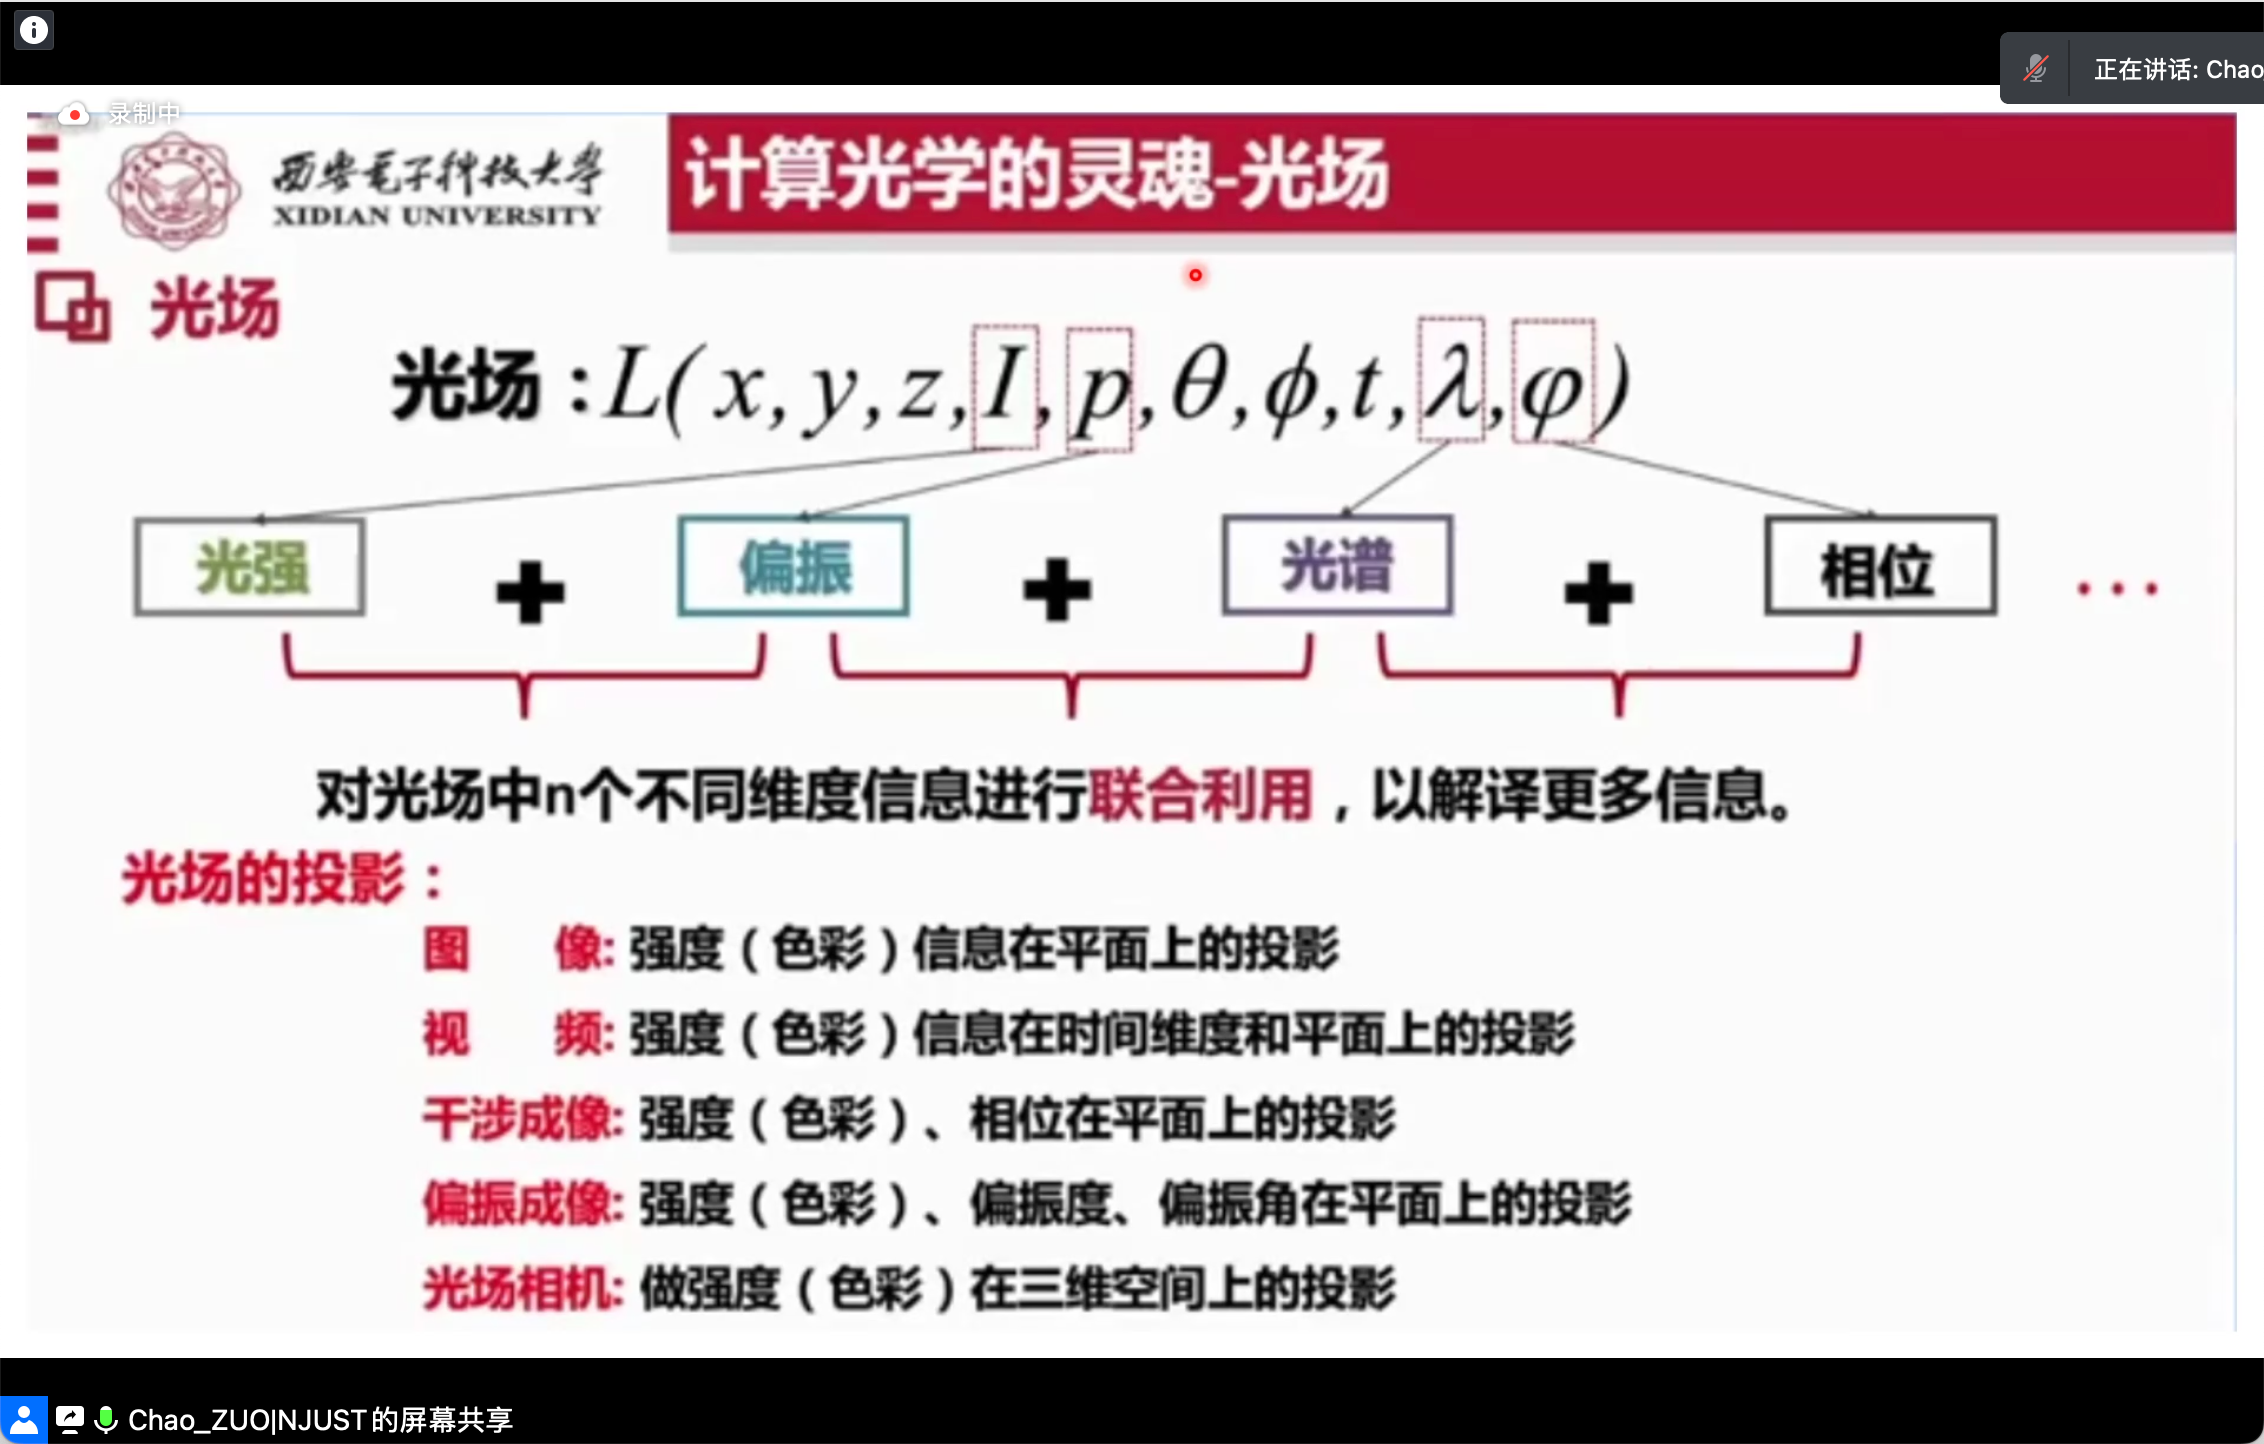 正在讲话: Chao
录制中
西安电子科技大学
XIDIAN UNIVERSITY
计算光学的灵魂-光场
光场
光场：L( x, y, z, I, p, θ, ϕ, t, λ, φ )
光强 + 偏振 + 光谱 + 相位 ...
对光场中n个不同维度信息进行联合利用，以解译更多信息。
光场的投影：
图 像: 强度（色彩）信息在平面上的投影
视 频: 强度（色彩）信息在时间维度和平面上的投影
干涉成像: 强度（色彩）、相位在平面上的投影
偏振成像: 强度（色彩）、偏振度、偏振角在平面上的投影
光场相机: 做强度（色彩）在三维空间上的投影
Chao_ZUO|NJUST的屏幕共享